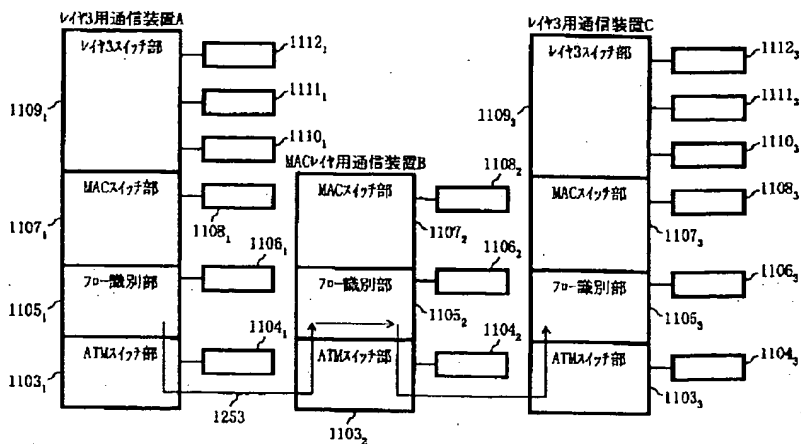 レイヤ3用通信装置A
レイヤ3スイッチ部
1109₁
1112₁
1111₁
1110₁
MACスイッチ部
1107₁
1108₁
フロー識別部
1105₁
1106₁
ATMスイッチ部
1103₁
1104₁
1253
MACレイヤ用通信装置B
MACスイッチ部
1108₂
1107₂
フロー識別部
1106₂
1105₂
ATMスイッチ部
1104₂
1103₂
レイヤ3用通信装置C
レイヤ3スイッチ部
1109₃
1112₃
1111₃
1110₃
MACスイッチ部
1108₃
1107₃
フロー識別部
1106₃
1105₃
ATMスイッチ部
1104₃
1103₃